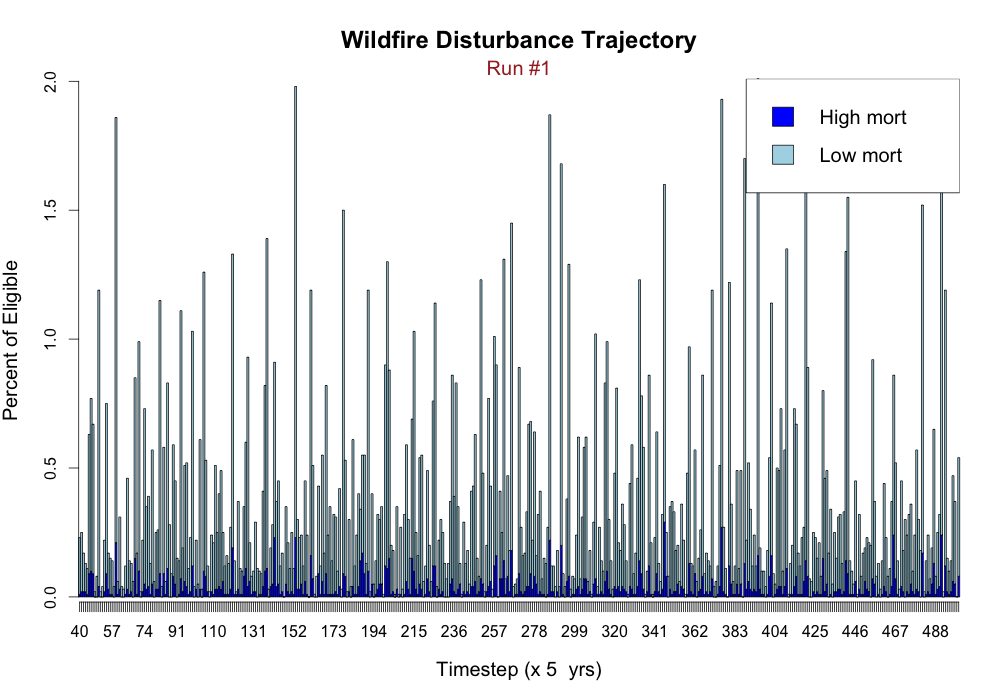 Wildfire Disturbance Trajectory
Run #1
High mort
Low mort
Percent of Eligible
2.0
1.5
1.0
0.5
0.0
40 57 74 91 110 131 152 173 194 215 236 257 278 299 320 341 362 383 404 425 446 467 488
Timestep (x 5  yrs)